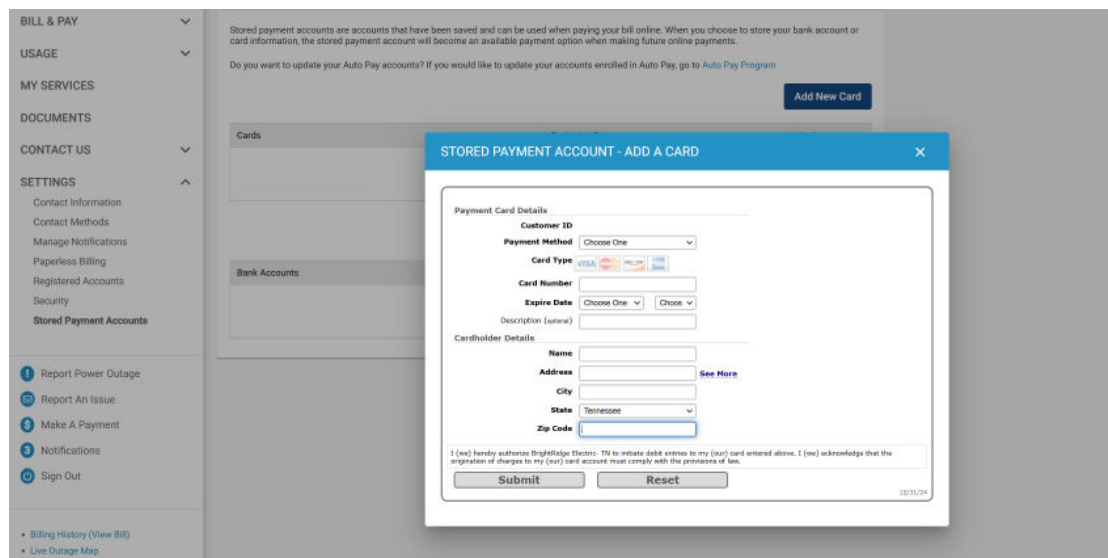 BILL & PAY
USAGE
MY SERVICES
DOCUMENTS
CONTACT US
SETTINGS
Contact Information
Contact Methods
Manage Notifications
Paperless Billing
Registered Accounts
Security
Stored Payment Accounts
Report Power Outage
Report An Issue
Make A Payment
Notifications
Sign Out
Billing History (View Bill)
Live Outage Map
Stored payment accounts are accounts that have been saved and can be used when paying your bill online. When you choose to store your bank account or
card information, the stored payment account will become an available payment option when making future online payments.
Do you want to update your Auto Pay accounts? If you would like to update your accounts enrolled in Auto Pay, go to Auto Pay Program
Add New Card
Cards
Bank Accounts
STORED PAYMENT ACCOUNT - ADD A CARD
Payment Card Details
Customer ID
Payment Method Choose One
Card Type VISA
Card Number
Expire Date Choose One Choos
Description (optional)
Cardholder Details
Name
Address See More
City
State Tennessee
Zip Code
I (we) hereby authorize BrightRidge Electric- TN to initiate debit entries to my (our) card entered above. I (we) acknowledge that the
origination of charges to my (our) card account must comply with the provisions of law.
Submit Reset
12/31/24